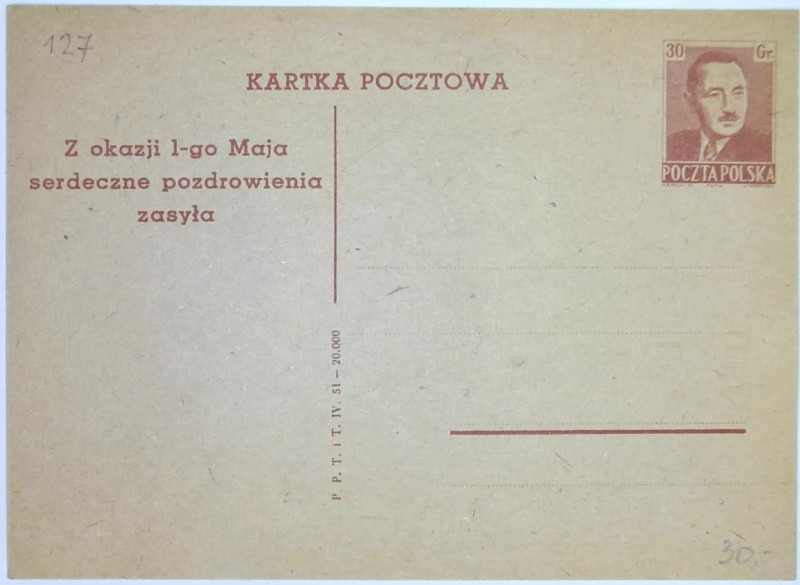 127
30 Gr.
KARTKA POCZTOWA
POCZTA POLSKA
Z okazji 1-go Maja
serdeczne pozdrowienia
zasyła
P. P. T. i T. IV. 51 — 20.000
30,-